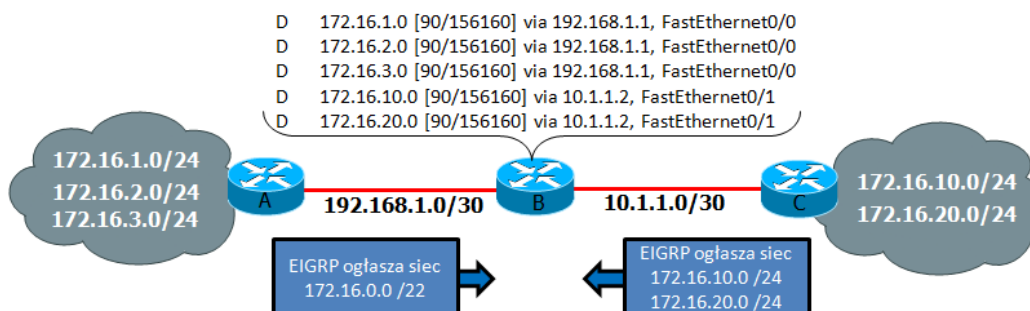 D 172.16.1.0 [90/156160] via 192.168.1.1, FastEthernet0/0
D 172.16.2.0 [90/156160] via 192.168.1.1, FastEthernet0/0
D 172.16.3.0 [90/156160] via 192.168.1.1, FastEthernet0/0
D 172.16.10.0 [90/156160] via 10.1.1.2, FastEthernet0/1
D 172.16.20.0 [90/156160] via 10.1.1.2, FastEthernet0/1
172.16.1.0/24
172.16.2.0/24
172.16.3.0/24
A
192.168.1.0/30
B
10.1.1.0/30
C
172.16.10.0/24
172.16.20.0/24
EIGRP ogłasza siec
172.16.0.0 /22
EIGRP ogłasza siec
172.16.10.0 /24
172.16.20.0 /24